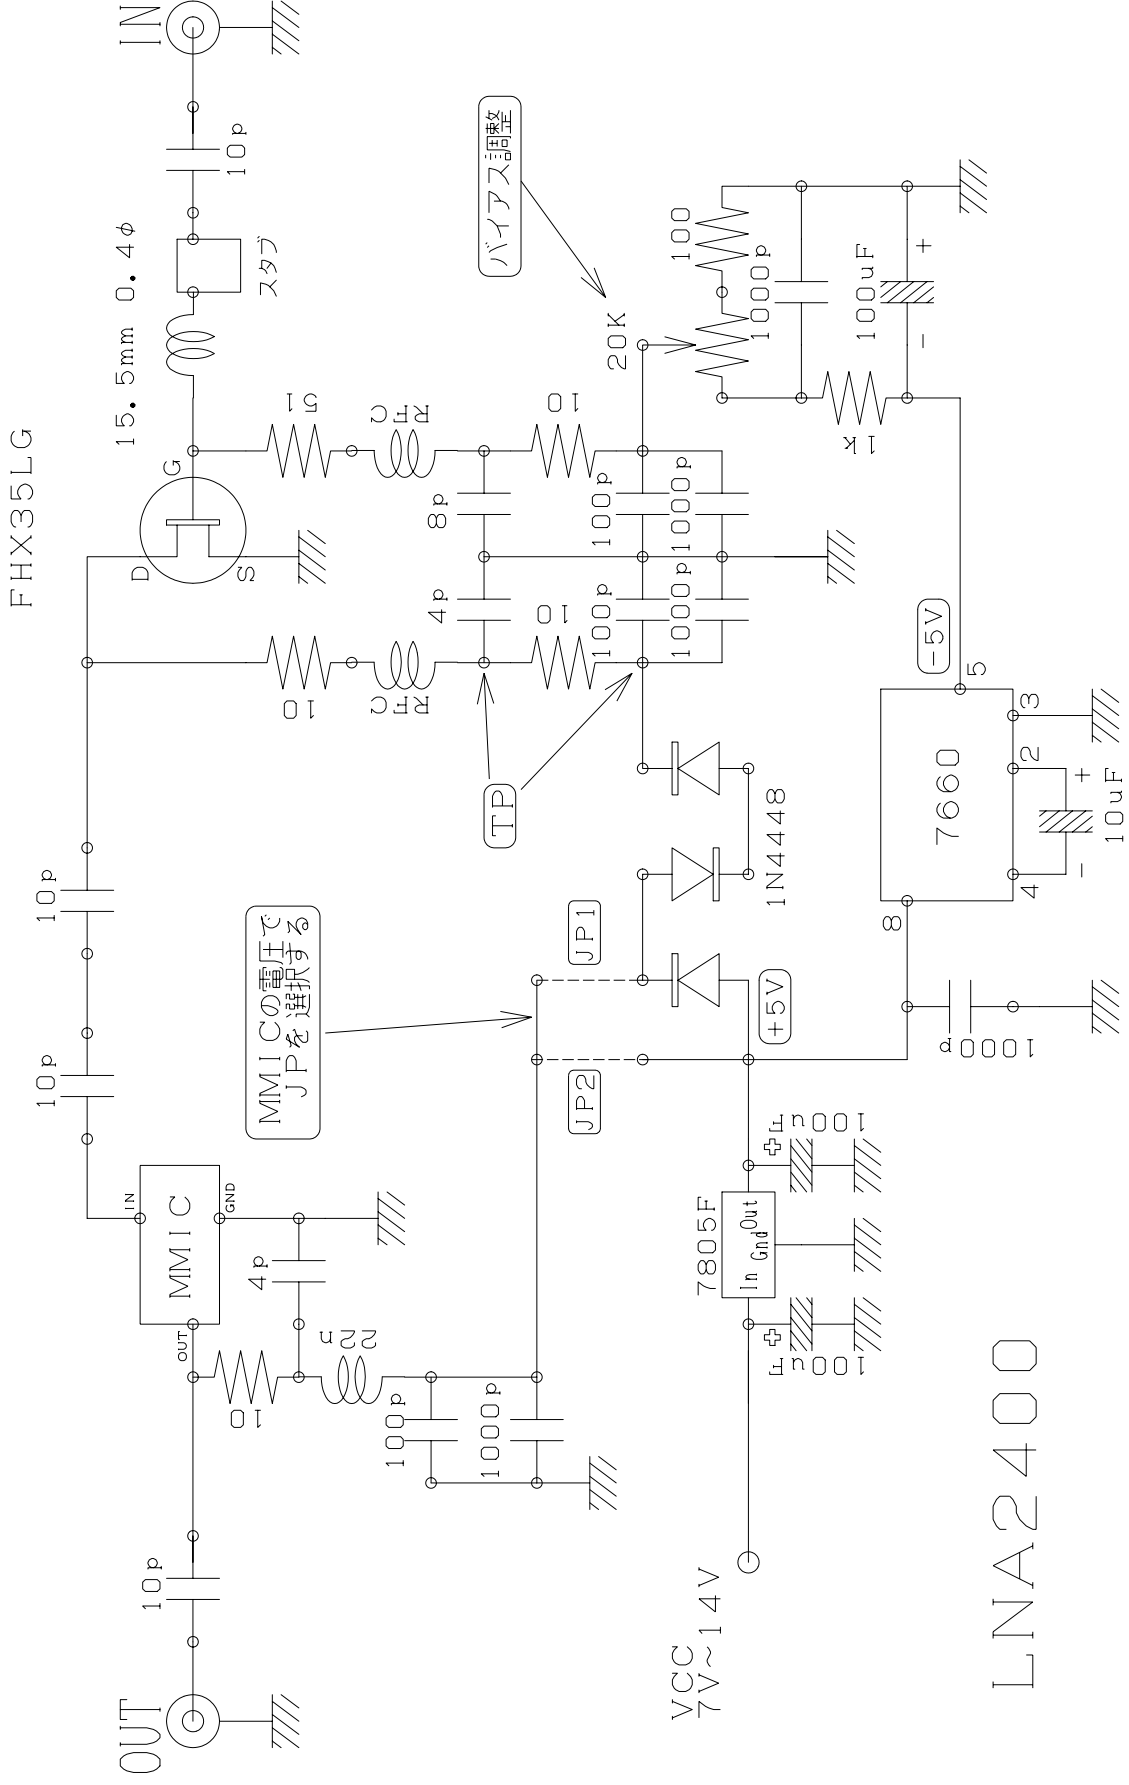 FHX35LG
IN
10p
スタブ
15.5mm 0.4φ
G
D
S
51
RFC
10
8p
100p
1000p
バイアス調整
20K
100
1000p
100uF
+
-
1k
10
RFC
4p
10
100p
1000p
TP
10p
10p
MMIC
IN
GND
OUT
4p
10
22n
100p
1000p
10p
OUT
MMICの電圧で
JPを選択する
JP1
JP2
1N4448
+5V
-5V
7660
5
3
2
4
8
+
-
10uF
1000p
7805F
In
Gnd
Out
+
100uF
+
100uF
VCC
7V~14V
LNA2400